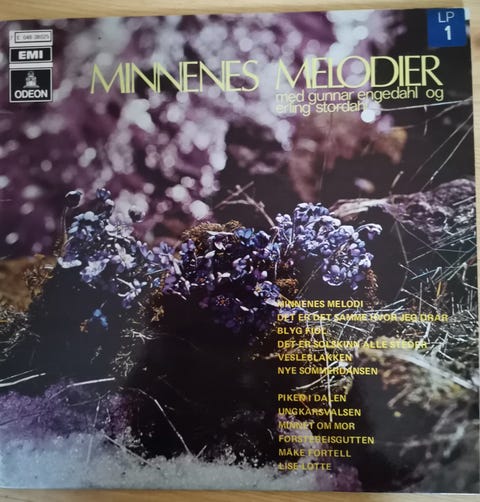 E 048-38025
EMI
ODEON
LP
1
MINNENES MELODIER
med gunnar engedahl og
erling stordahl
MINNENES MELODI
DET ER DET SAMME HVOR JEG DRAR
BLYG FIOL
DET ER SOLSKINN ALLE STEDER
VESLEBLAKKEN
NYE SOMMERDANSEN
PIKEN I DALEN
UNGKARSVALSEN
MINNET OM MOR
FORSTEREISGUTTEN
MÅKE FORTELL
LISE-LOTTE